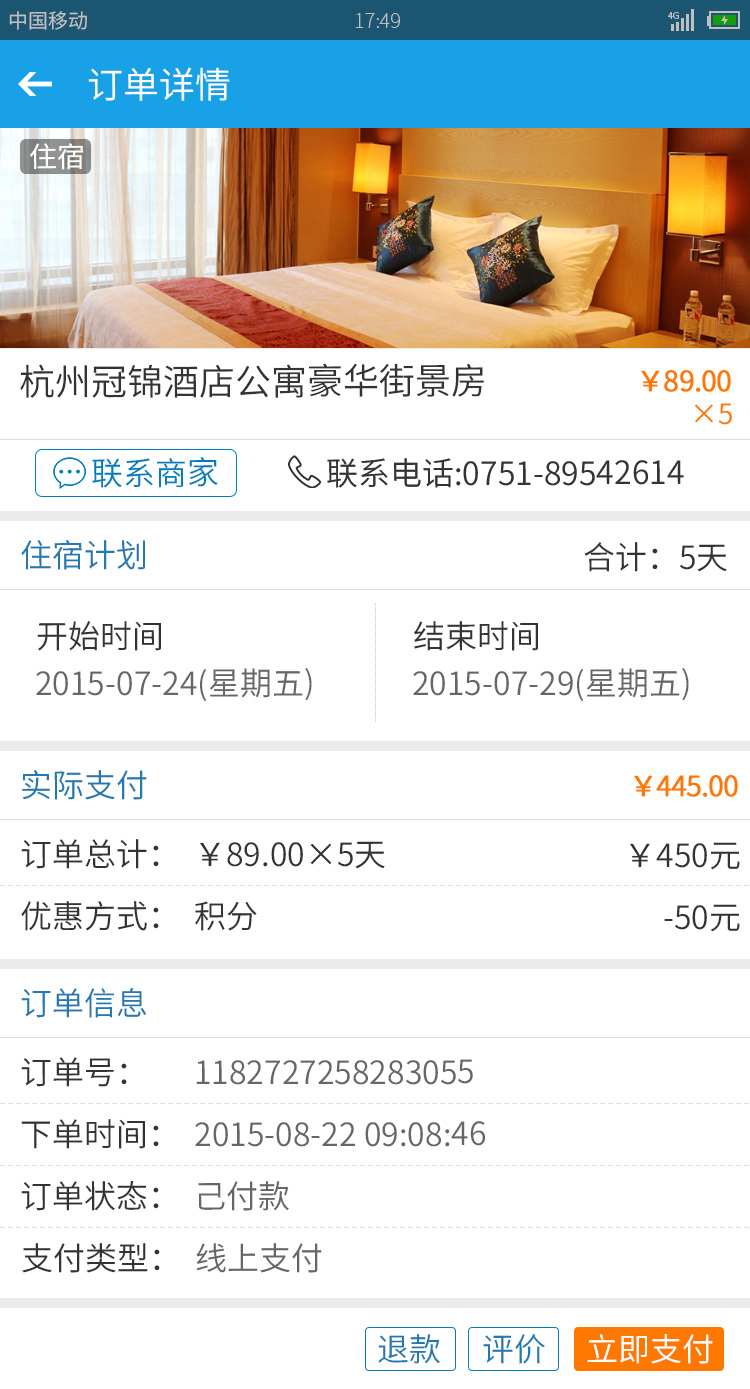 中国移动 17:49 4G
订单详情
住宿
杭州冠锦酒店公寓豪华街景房 ￥89.00
×5
联系商家 联系电话:0751-89542614
住宿计划 合计：5天
开始时间 结束时间
2015-07-24(星期五) 2015-07-29(星期五)
实际支付 ￥445.00
订单总计： ￥89.00×5天 ￥450元
优惠方式： 积分 -50元
订单信息
订单号： 1182727258283055
下单时间： 2015-08-22 09:08:46
订单状态： 己付款
支付类型： 线上支付
退款 评价 立即支付